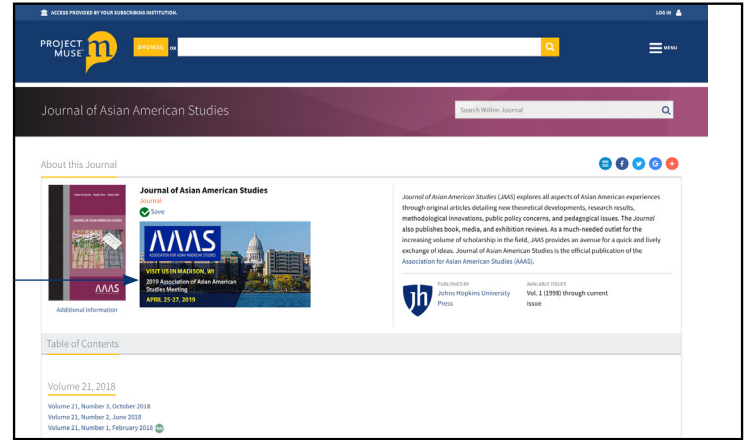 ACCESS PROVIDED BY YOUR SUBSCRIBING INSTITUTION.
LOG IN
PROJECT
MUSE
BROWSE
OR
MENU
Journal of Asian American Studies
Search Within Journal
About this Journal
AAAS
Additional Information
Journal of Asian American Studies
Journal
Save
AAAS
ASSOCIATION FOR ASIAN AMERICAN STUDIES
VISIT US IN MADISON, WI
2019 Association of Asian American
Studies Meeting
APRIL 25-27, 2019
Journal of Asian American Studies (JAAS) explores all aspects of Asian American experiences
through original articles detailing new theoretical developments, research results,
methodological innovations, public policy concerns, and pedagogical issues. The Journal
also publishes book, media, and exhibition reviews. As a much-needed outlet for the
increasing volume of scholarship in the field, JAAS provides an avenue for a quick and lively
exchange of ideas. Journal of Asian American Studies is the official publication of the
Association for Asian American Studies (AAAS).
jh
PUBLISHED BY
Johns Hopkins University
Press
AVAILABLE ISSUES
Vol. 1 (1998) through current
issue
Table of Contents
Volume 21, 2018
Volume 21, Number 3, October 2018
Volume 21, Number 2, June 2018
Volume 21, Number 1, February 2018